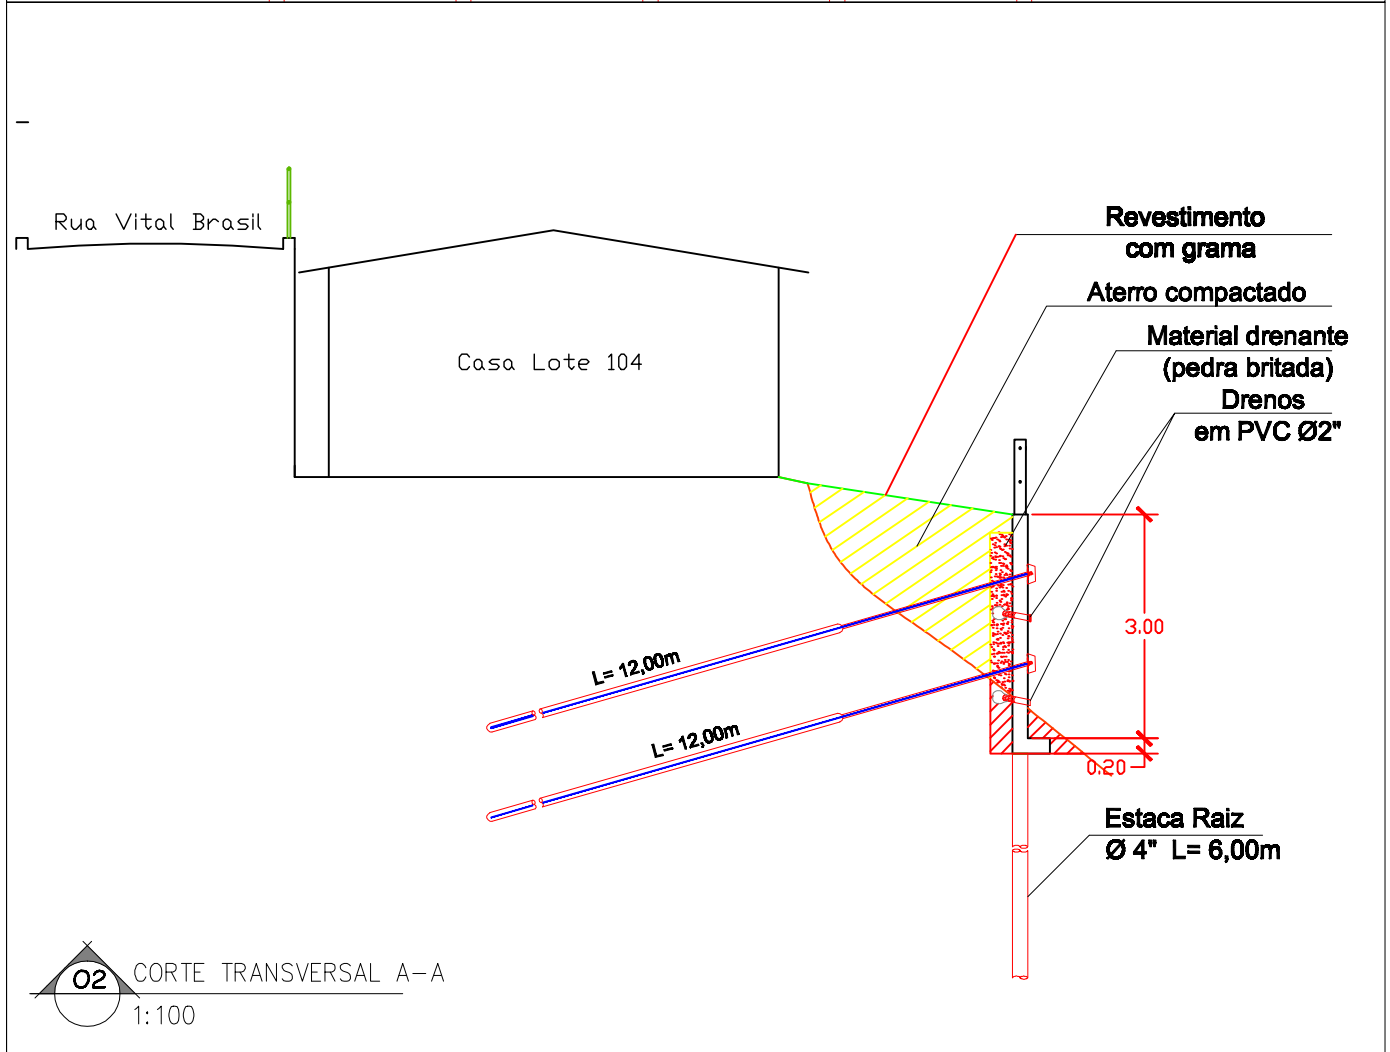 Rua Vital Brasil
Revestimento
com grama
Aterro compactado
Material drenante
(pedra britada)
Casa Lote 104
Drenos
em PVC Ø2"
3.00
L= 12,00m
L= 12,00m
0.20
Estaca Raiz
Ø 4" L= 6,00m
02
CORTE TRANSVERSAL A-A
1:100